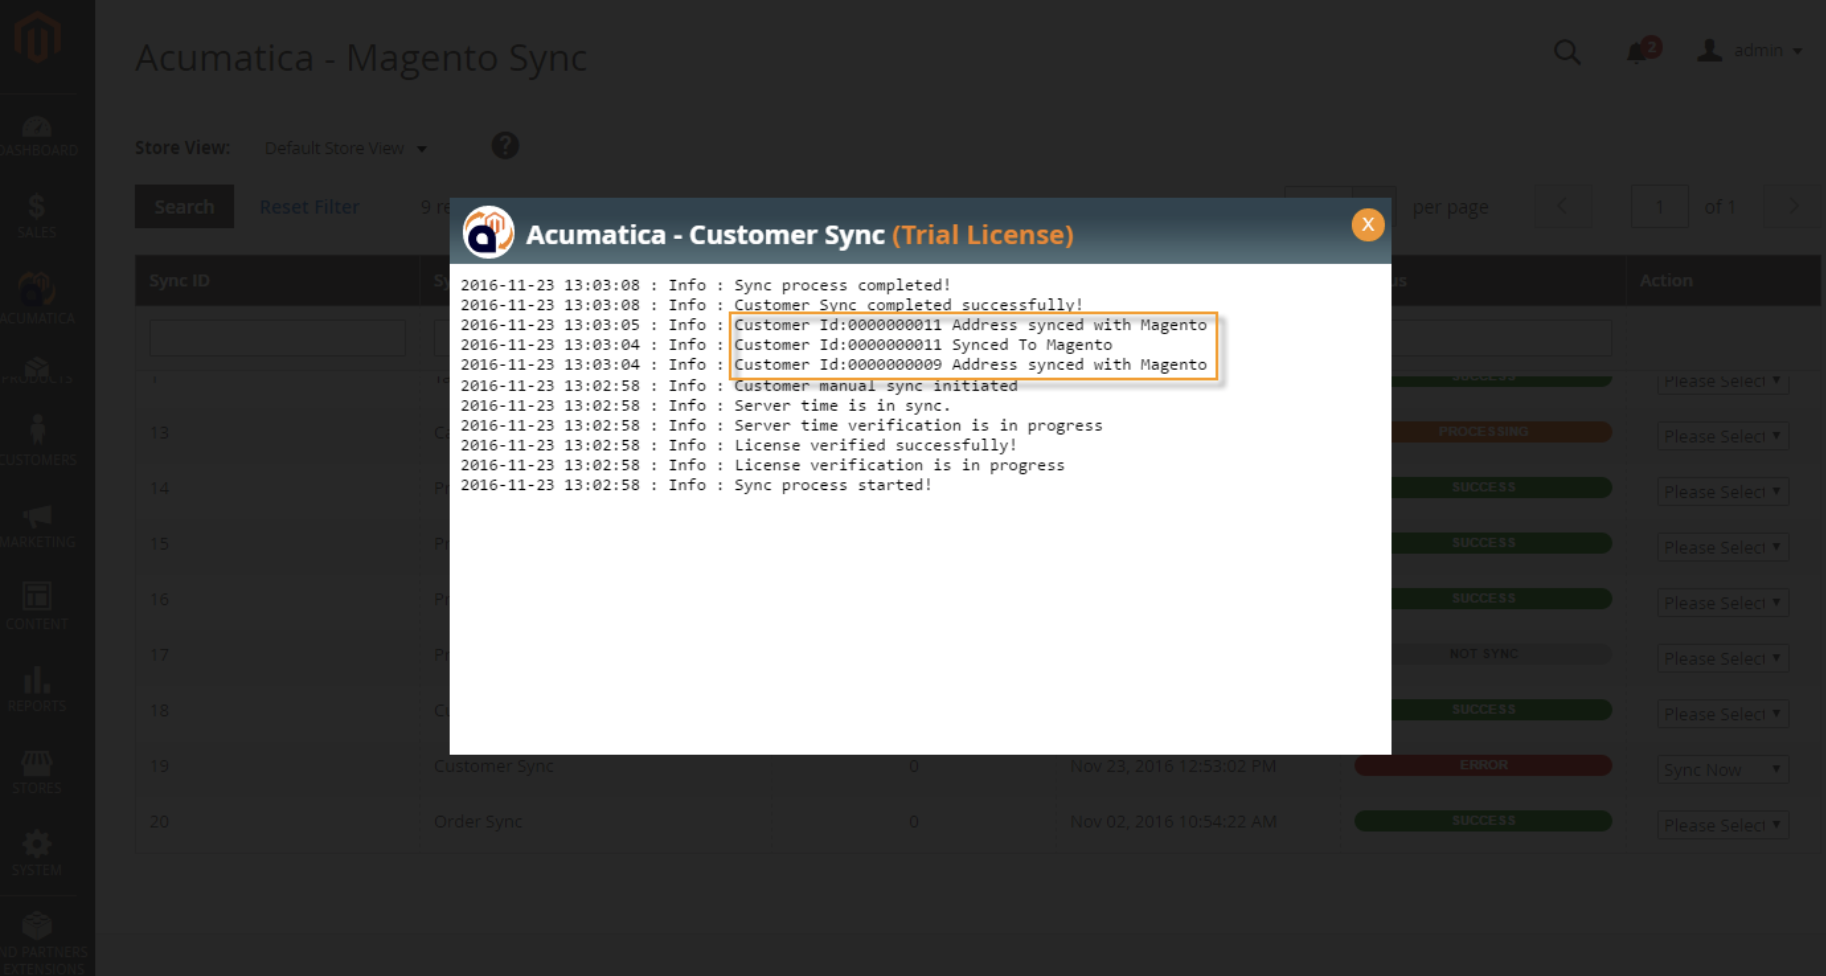 Acumatica - Magento Sync
2
admin
Store View:
Default Store View
?
DASHBOARD
SALES
ACUMATICA
PRODUCTS
CUSTOMERS
MARKETING
CONTENT
REPORTS
STORES
SYSTEM
PARTNERS
EXTENSIONS
Search
Reset Filter
9
per page
1
of 1
Acumatica - Customer Sync (Trial License)
X
Sync ID
Action
2016-11-23 13:03:08 : Info : Sync process completed!
2016-11-23 13:03:08 : Info : Customer Sync completed successfully!
2016-11-23 13:03:05 : Info : Customer Id:0000000011 Address synced with Magento
2016-11-23 13:03:04 : Info : Customer Id:0000000011 Synced To Magento
2016-11-23 13:03:04 : Info : Customer Id:0000000009 Address synced with Magento
2016-11-23 13:02:58 : Info : Customer manual sync initiated
2016-11-23 13:02:58 : Info : Server time is in sync.
2016-11-23 13:02:58 : Info : Server time verification is in progress
2016-11-23 13:02:58 : Info : License verified successfully!
2016-11-23 13:02:58 : Info : License verification is in progress
2016-11-23 13:02:58 : Info : Sync process started!
SUCCESS Please Select
13 PROCESSING Please Select
14 SUCCESS Please Select
15 SUCCESS Please Select
16 SUCCESS Please Select
17 NOT SYNC Please Select
18 SUCCESS Please Select
19 Customer Sync 0 Nov 23, 2016 12:53:02 PM ERROR Sync Now
20 Order Sync 0 Nov 02, 2016 10:54:22 AM SUCCESS Please Select